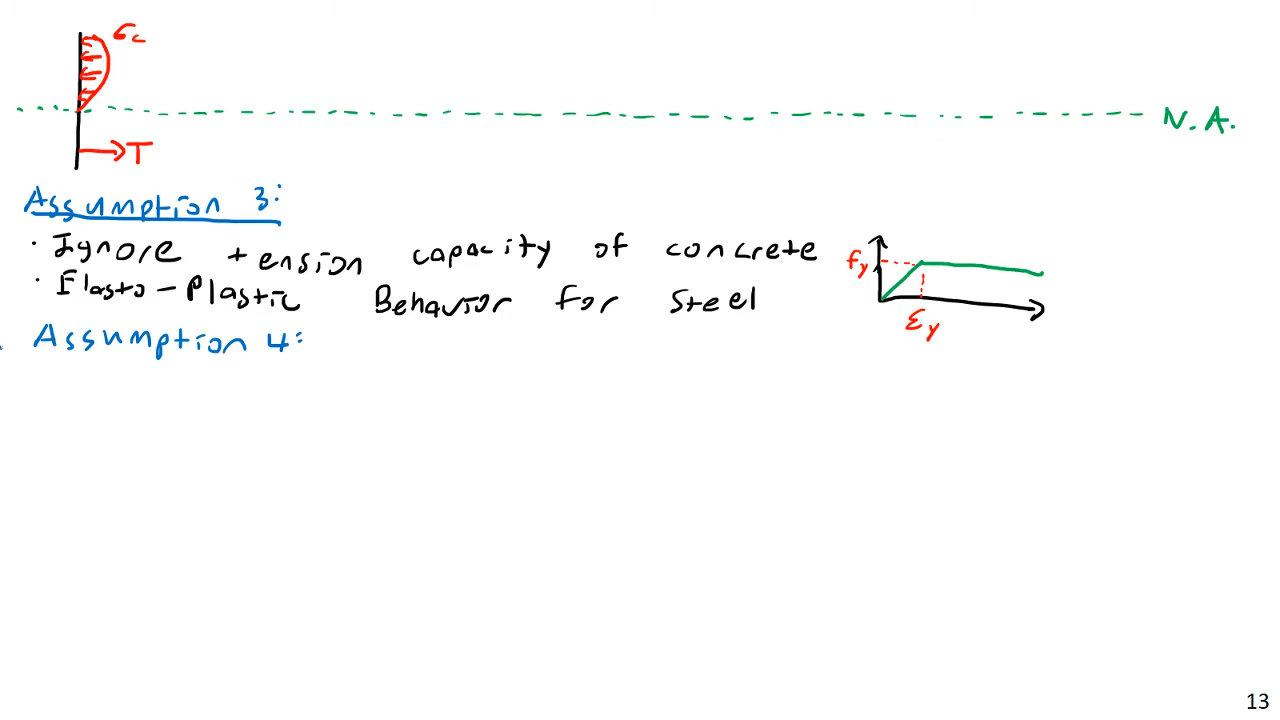 σc
N.A.
T
Assumption 3:
· Ignore tension capacity of concrete
· Elasto-Plastic Behavior for Steel
fy
εy
Assumption 4:
13